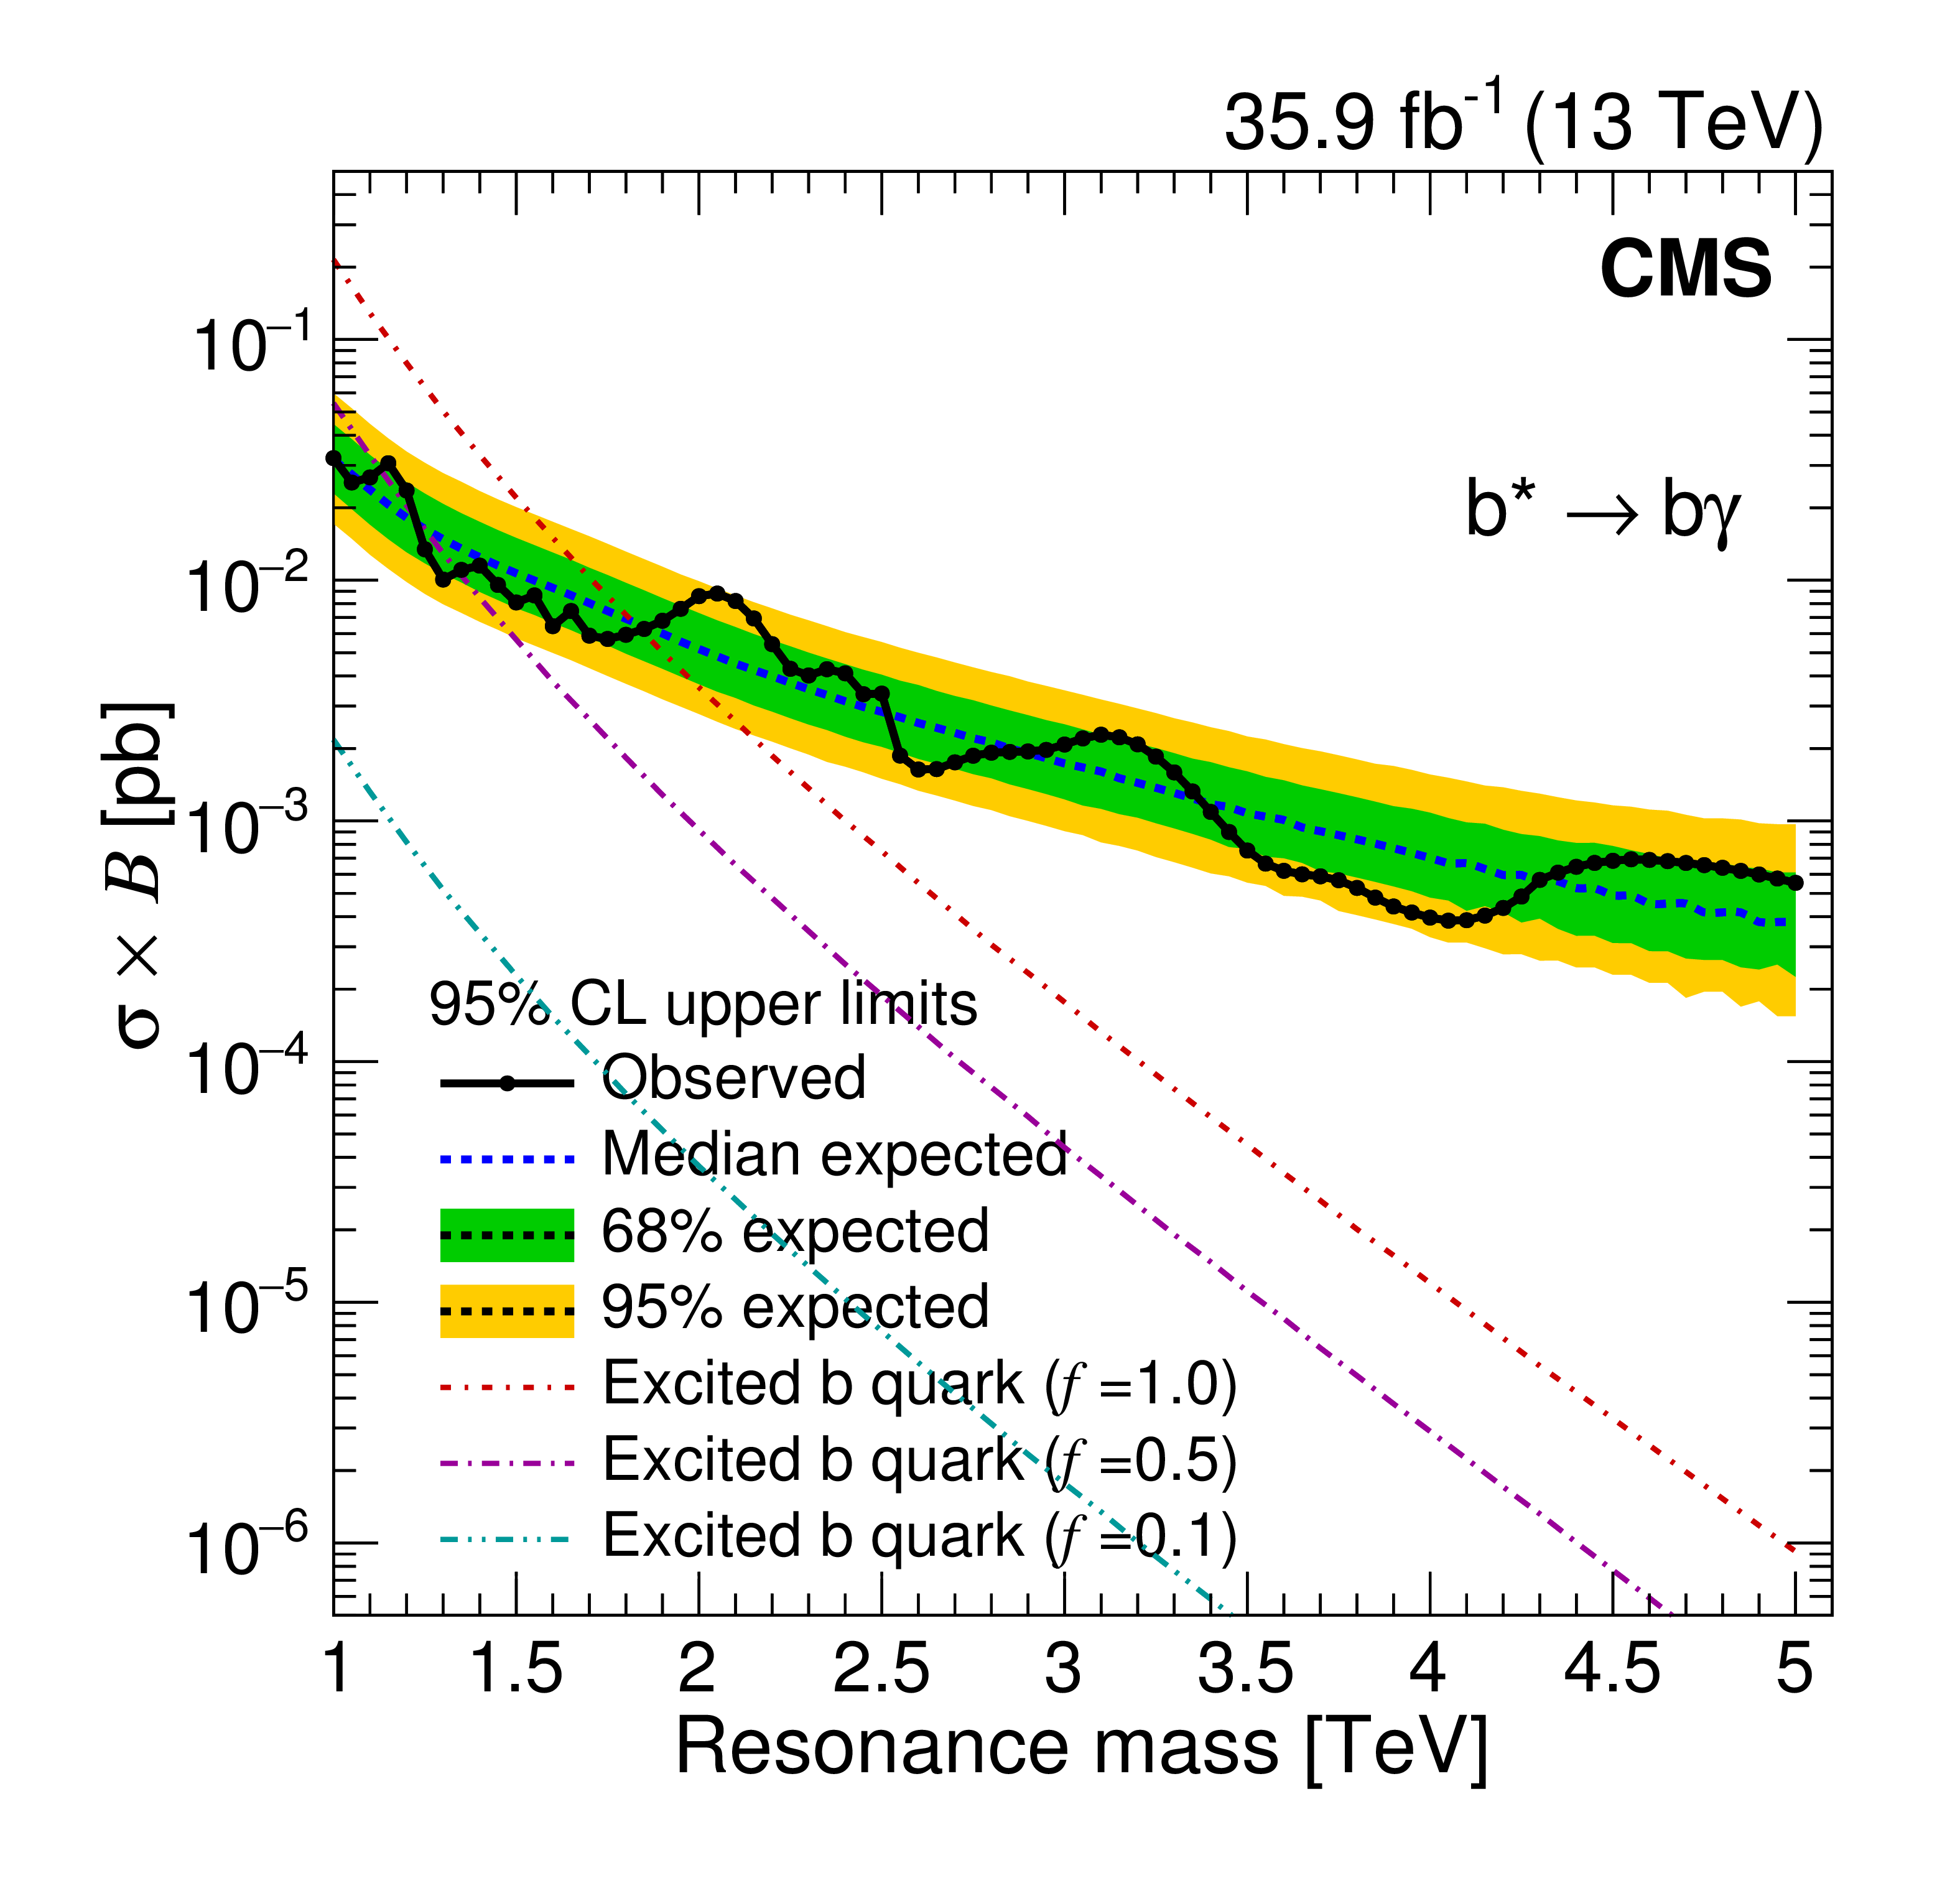 35.9 fb⁻¹ (13 TeV)
CMS
b* → bγ
σ × B [pb]
10⁻¹
10⁻²
10⁻³
10⁻⁴
10⁻⁵
10⁻⁶
95% CL upper limits
Observed
Median expected
68% expected
95% expected
Excited b quark (f =1.0)
Excited b quark (f =0.5)
Excited b quark (f =0.1)
1 1.5 2 2.5 3 3.5 4 4.5 5
Resonance mass [TeV]